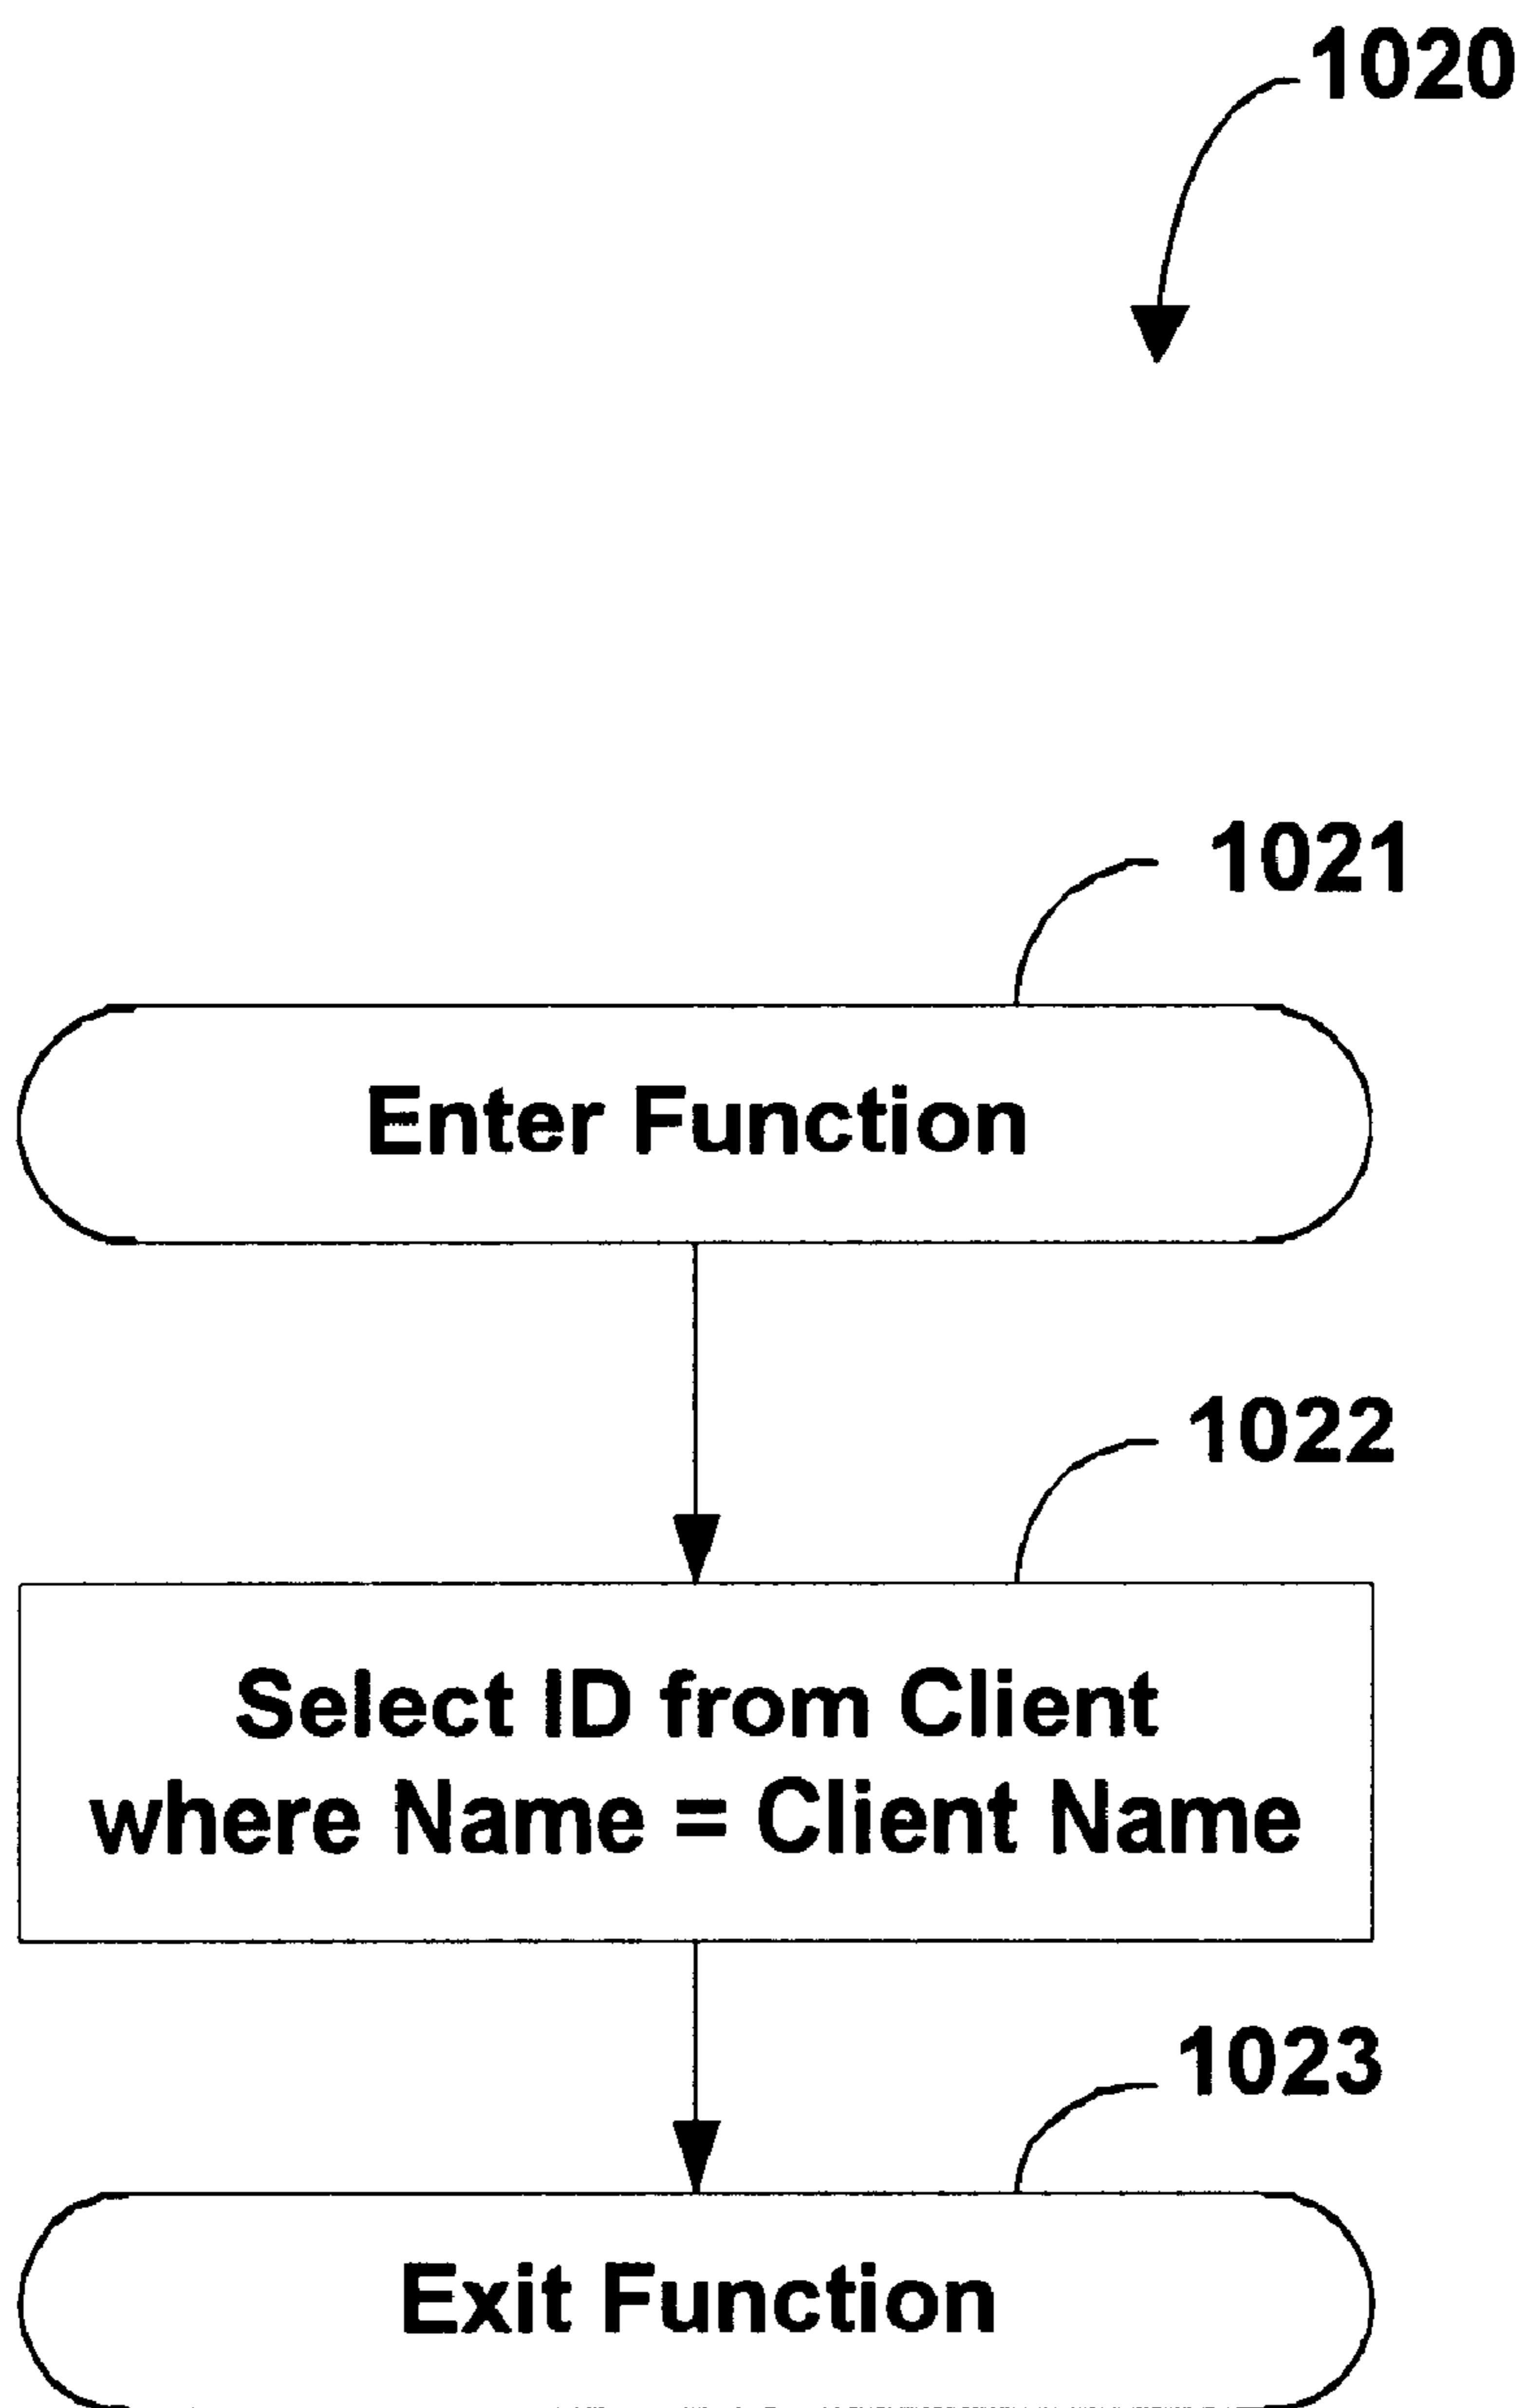 1020
1021
Enter Function
1022
Select ID from Client
where Name = Client Name
1023
Exit Function